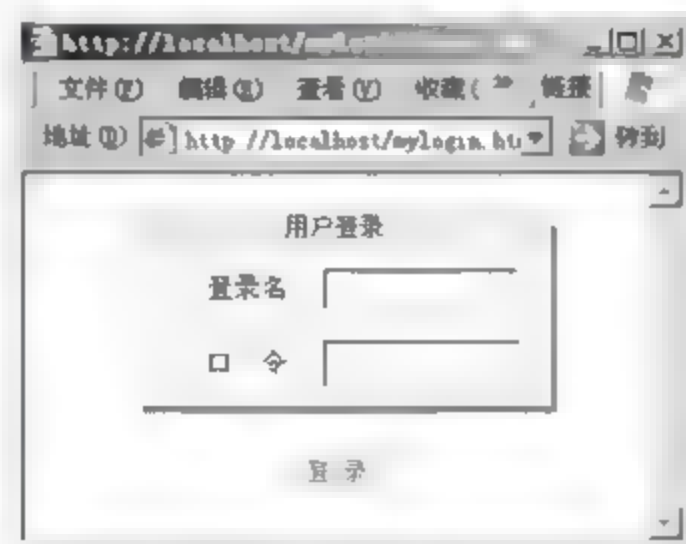 http://localhost/mylogin
文件(F) 编辑(E) 查看(V) 收藏( » 链接
地址(D) http //localhost/mylogin.ht 转到
用户登录
登录名
口 令
登 录